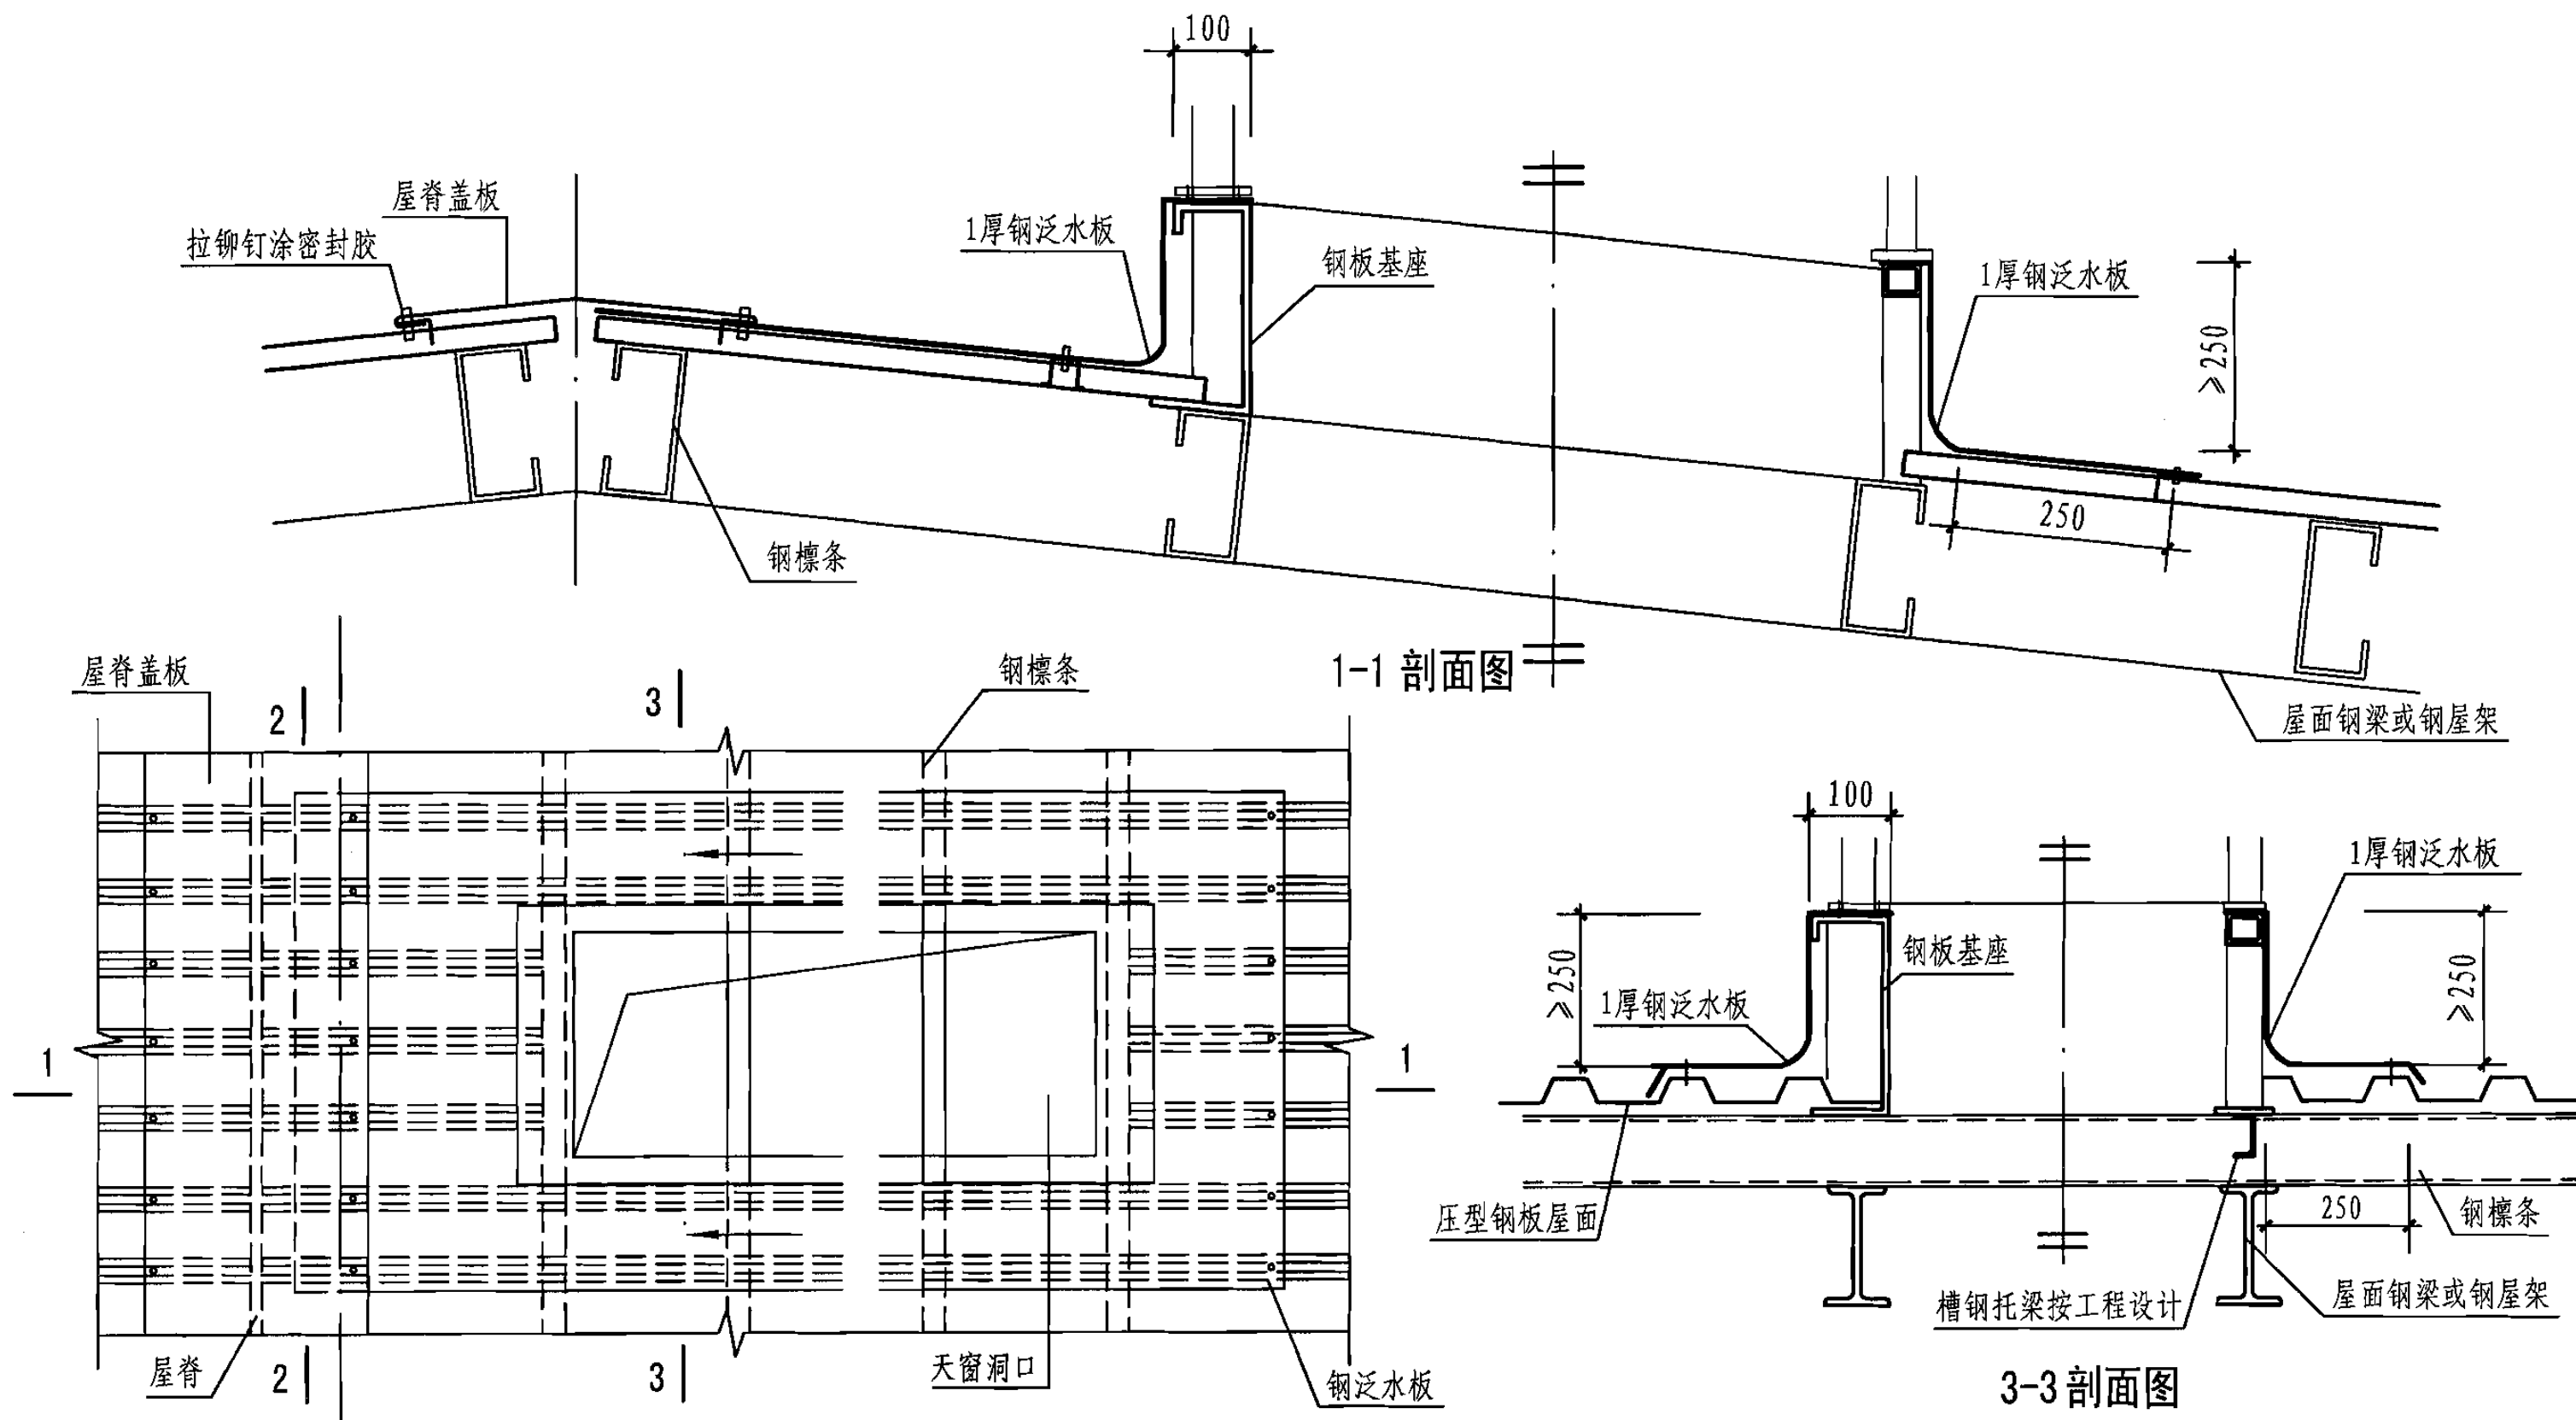 100
屋脊盖板
拉铆钉涂密封胶
1厚钢泛水板
钢板基座
1厚钢泛水板
≥250
250
钢檩条
1-1 剖面图
屋面钢梁或钢屋架
屋脊盖板
钢檩条
2
3
1
1
屋脊
2
3
天窗洞口
钢泛水板
100
1厚钢泛水板
≥250
钢板基座
≥250
1厚钢泛水板
压型钢板屋面
250
钢檩条
槽钢托梁按工程设计
屋面钢梁或钢屋架
3-3剖面图